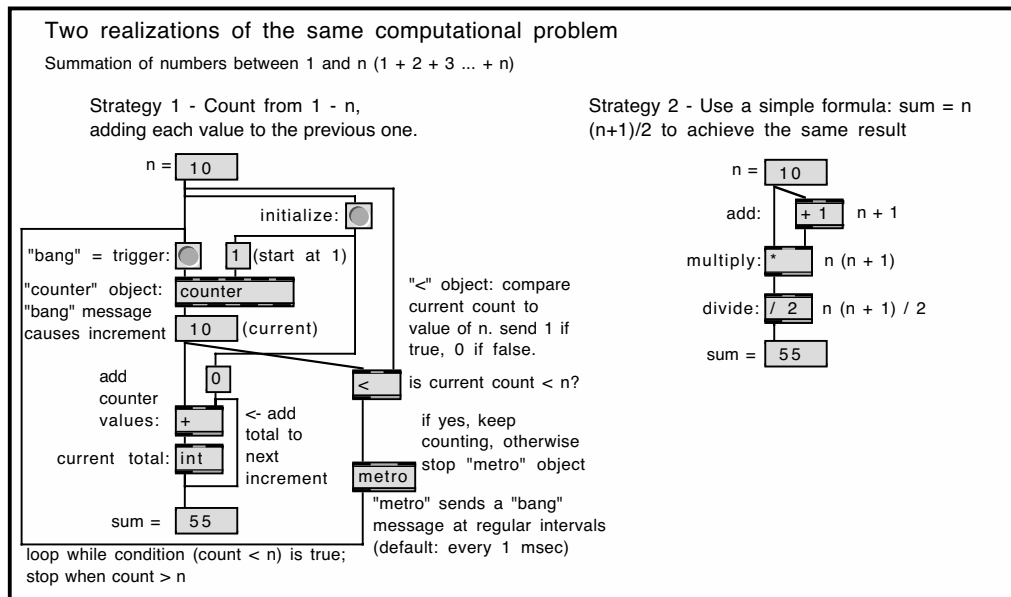 Two realizations of the same computational problem
Summation of numbers between 1 and n (1 + 2 + 3 ... + n)
Strategy 1 - Count from 1 - n,
adding each value to the previous one.
n =
10
initialize:
"bang" = trigger:
1
(start at 1)
"counter" object:
"bang" message
causes increment
counter
10
(current)
"<" object: compare
current count to
value of n. send 1 if
true, 0 if false.
0
<
is current count < n?
add
counter
values:
+
<- add
total to
next
increment
if yes, keep
counting, otherwise
stop "metro" object
current total:
int
metro
sum =
55
"metro" sends a "bang"
message at regular intervals
(default: every 1 msec)
loop while condition (count < n) is true;
stop when count > n
Strategy 2 - Use a simple formula: sum = n
(n+1)/2 to achieve the same result
n =
10
add:
+ 1
n + 1
multiply:
*
n (n + 1)
divide:
/ 2
n (n + 1) / 2
sum =
55